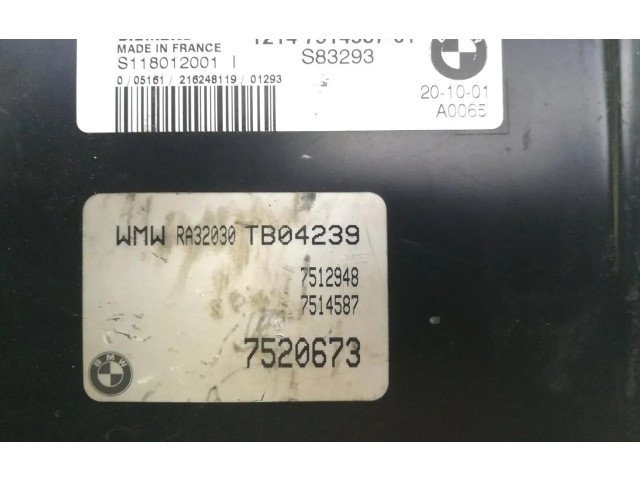 MADE IN FRANCE
S118012001 I S83293
0 / 05161 / 216248119 / 01293
20-10-01
A0065
WMW RA32030 TB04239
7512948
7514587
7520673
BMW